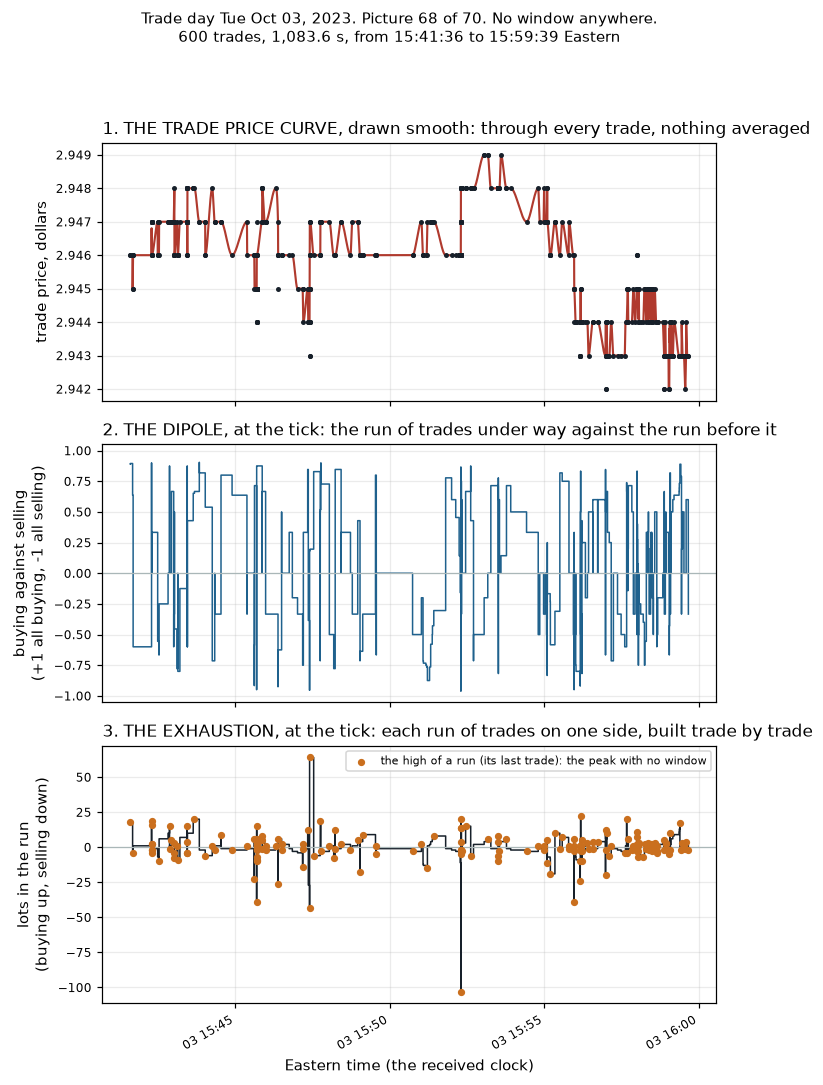 Trade day Tue Oct 03, 2023. Picture 68 of 70. No window anywhere.
600 trades, 1,083.6 s, from 15:41:36 to 15:59:39 Eastern
1. THE TRADE PRICE CURVE, drawn smooth: through every trade, nothing averaged
trade price, dollars
2.949
2.948
2.947
2.946
2.945
2.944
2.943
2.942
2. THE DIPOLE, at the tick: the run of trades under way against the run before it
buying against selling
(+1 all buying, -1 all selling)
1.00
0.75
0.50
0.25
0.00
−0.25
−0.50
−0.75
−1.00
3. THE EXHAUSTION, at the tick: each run of trades on one side, built trade by trade
the high of a run (its last trade): the peak with no window
lots in the run
(buying up, selling down)
50
25
0
−25
−50
−75
−100
03 15:45
03 15:50
03 15:55
03 16:00
Eastern time (the received clock)